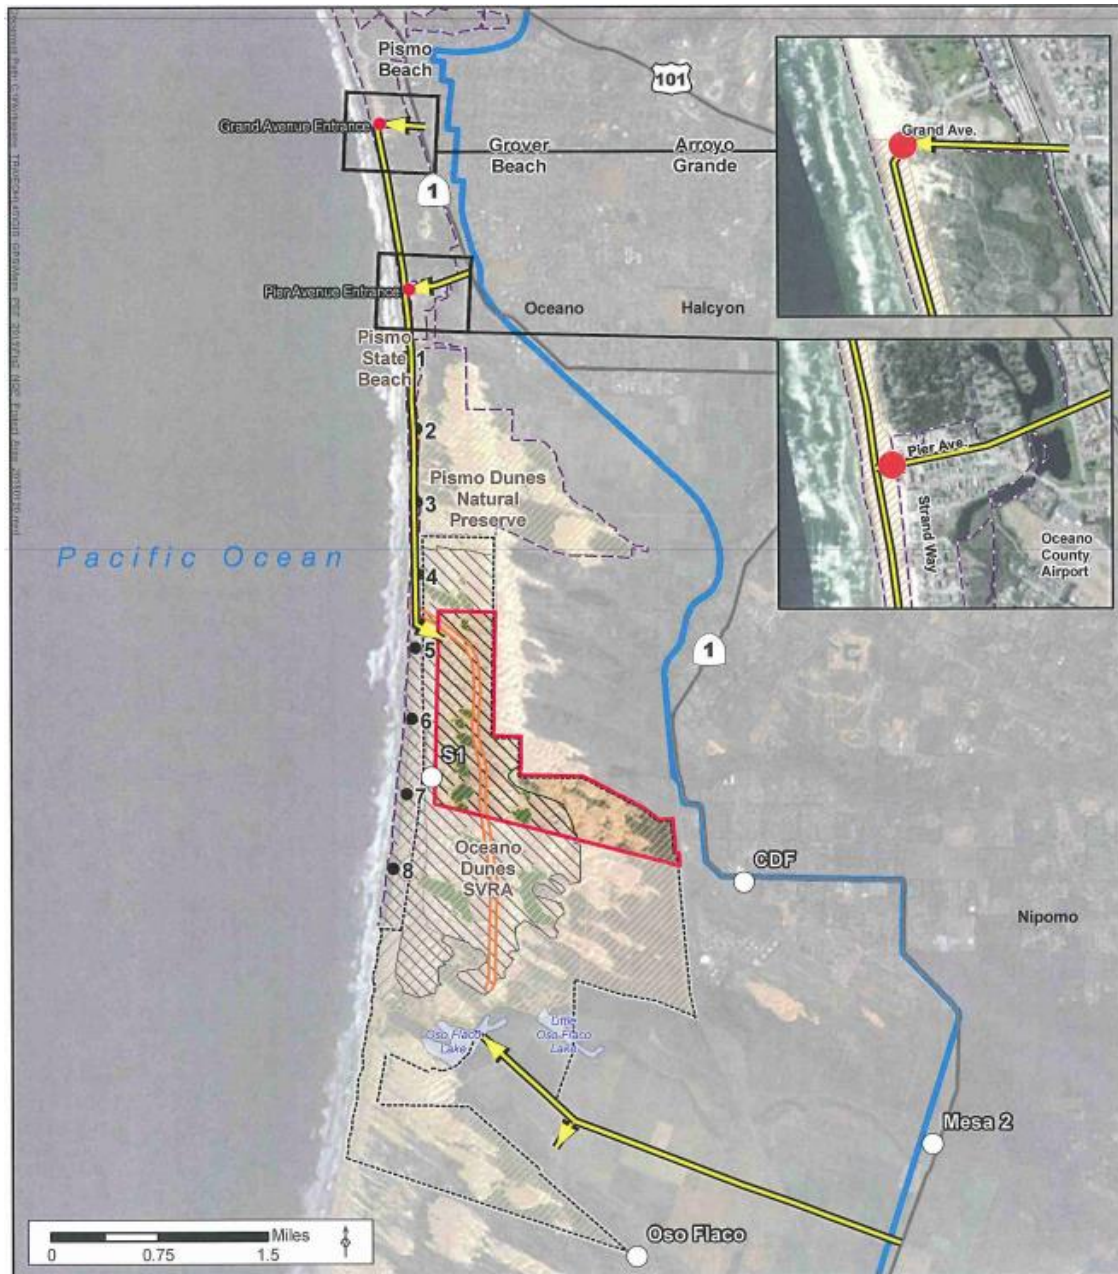 Pismo
Beach
101
Grand Avenue Entrance
Grover
Beach
Arroyo
Grande
1
Pier Avenue Entrance
Oceano
Halcyon
Pismo
State
Beach
1
2
Pismo Dunes
Natural
Preserve
3
Pacific Ocean
4
1
5
6
S1
7
Oceano
Dunes
SVRA
8
CDF
Nipomo
Oso Flaco
Lake
Little
Oso Flaco
Lake
Mesa 2
Oso Flaco
Miles
0 0.75 1.5
Grand Ave.
Pier Ave.
Strand Way
Oceano
County
Airport